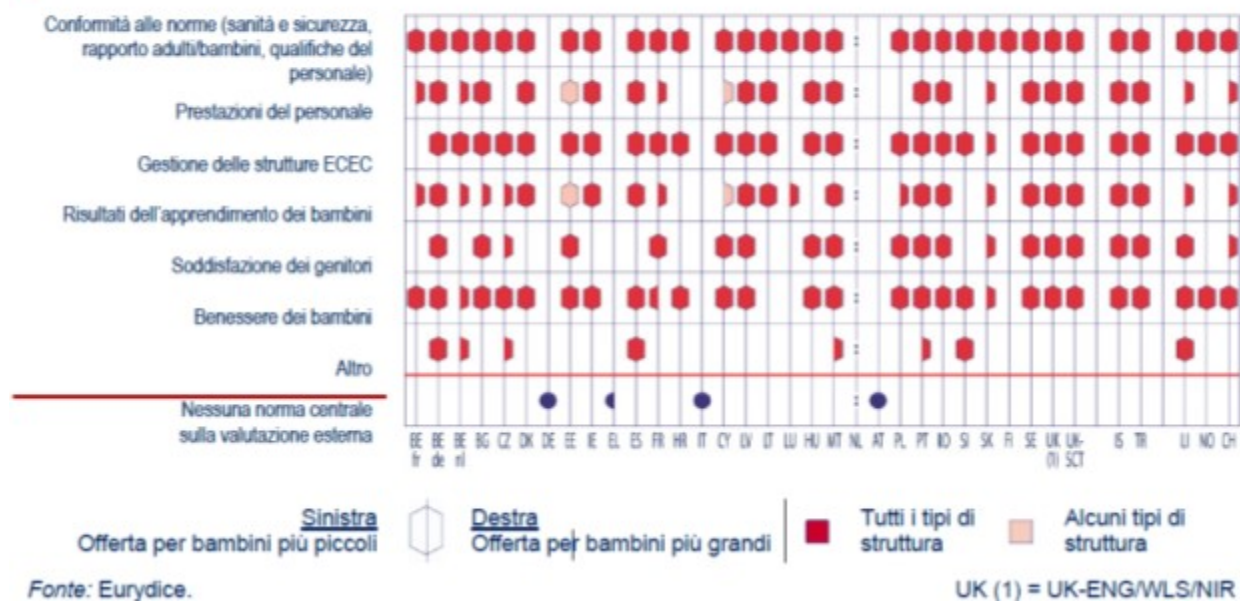 Conformità alle norme (sanità e sicurezza,
rapporto adulti/bambini, qualifiche del
personale)
Prestazioni del personale
Gestione delle strutture ECEC
Risultati dell'apprendimento dei bambini
Soddisfazione dei genitori
Benessere dei bambini
Altro
Nessuna norma centrale
sulla valutazione esterna
BE BE BE BG CZ DK DE EE IE EL ES FR HR IT CY LV LT LU HU MT NL AT PL PT RO SI SK FI SE UK UK- IS TR LI NO CH
fr de nl (1) SCT
Sinistra
Offerta per bambini più piccoli
Destra
Offerta per bambini più grandi
Tutti i tipi di
struttura
Alcuni tipi di
struttura
Fonte: Eurydice.
UK (1) = UK-ENG/WLS/NIR